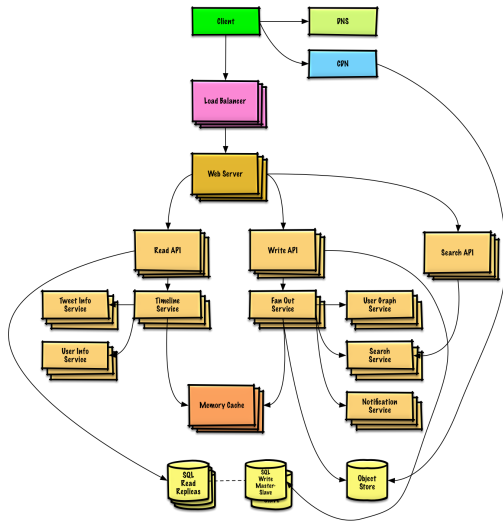 Client
DNS
CDN
Load Balancer
Web Server
Read API
Write API
Search API
Tweet Info
Service
Timeline
Service
Fan Out
Service
User Graph
Service
User Info
Service
Search
Service
Memory Cache
Notification
Service
SQL
Read
Replicas
SQL
Write
Master-
Slave
Object
Store